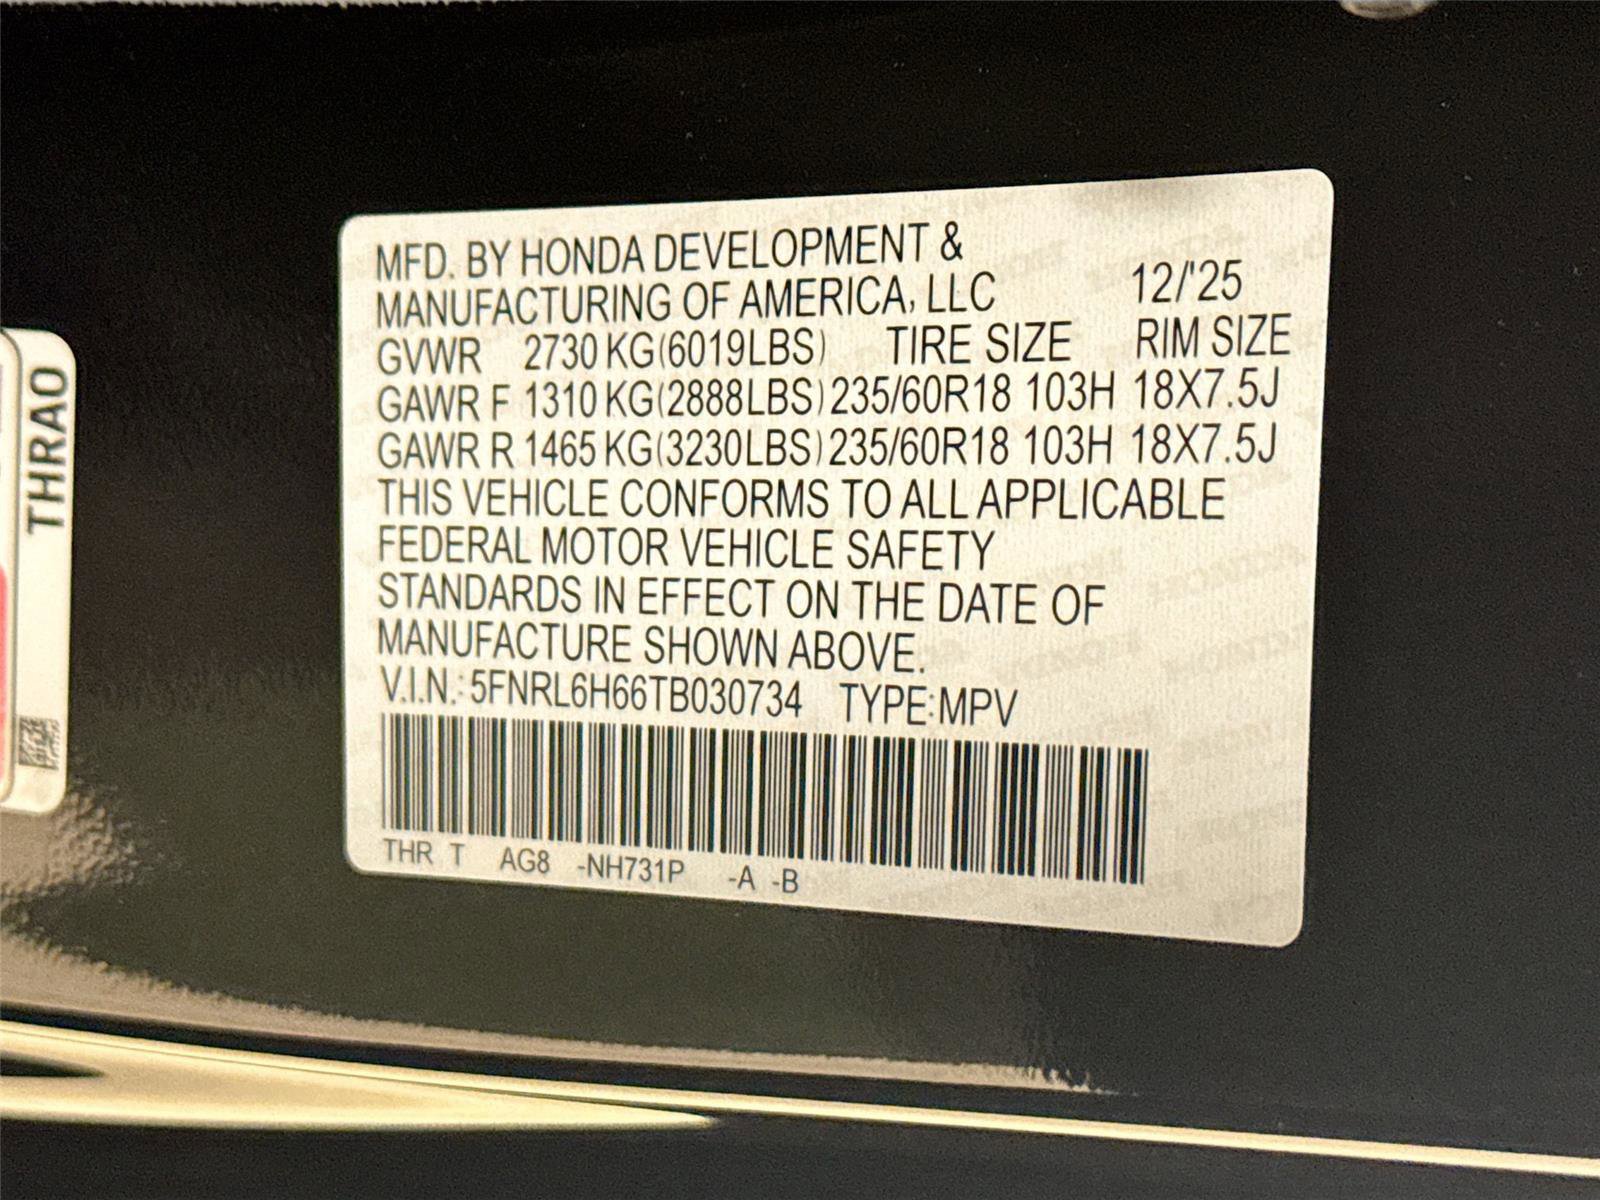 MFD. BY HONDA DEVELOPMENT &
MANUFACTURING OF AMERICA, LLC 12/'25
GVWR 2730 KG(6019LBS) TIRE SIZE RIM SIZE
GAWR F 1310 KG(2888LBS) 235/60R18 103H 18X7.5J
GAWR R 1465 KG(3230LBS) 235/60R18 103H 18X7.5J
THIS VEHICLE CONFORMS TO ALL APPLICABLE
FEDERAL MOTOR VEHICLE SAFETY
STANDARDS IN EFFECT ON THE DATE OF
MANUFACTURE SHOWN ABOVE.
V.I.N.: 5FNRL6H66TB030734 TYPE:MPV
THR T AG8 -NH731P -A -B
THRAO